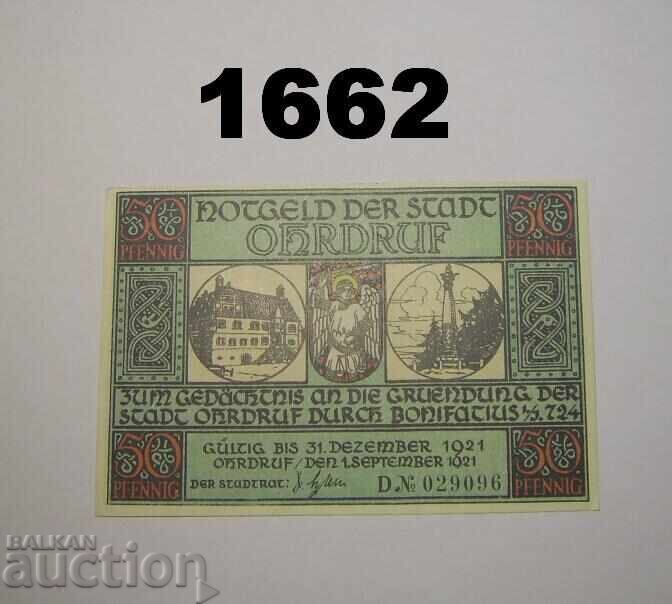 1662
50 PFENNIG
NOTGELD DER STADT
OHRDRUF
50 PFENNIG
ZUM GEDÄCHTNIS AN DIE GRUENDUNG DER
STADT OHRDRUF DURCH BONIFATIUS 724
50 PFENNIG
GÜLTIG BIS 31. DEZEMBER 1921
OHRDRUF/DEN 1. SEPTEMBER 1921
DER STADTRAT:
D.№ 029096
50 PFENNIG
BALKAN
auction